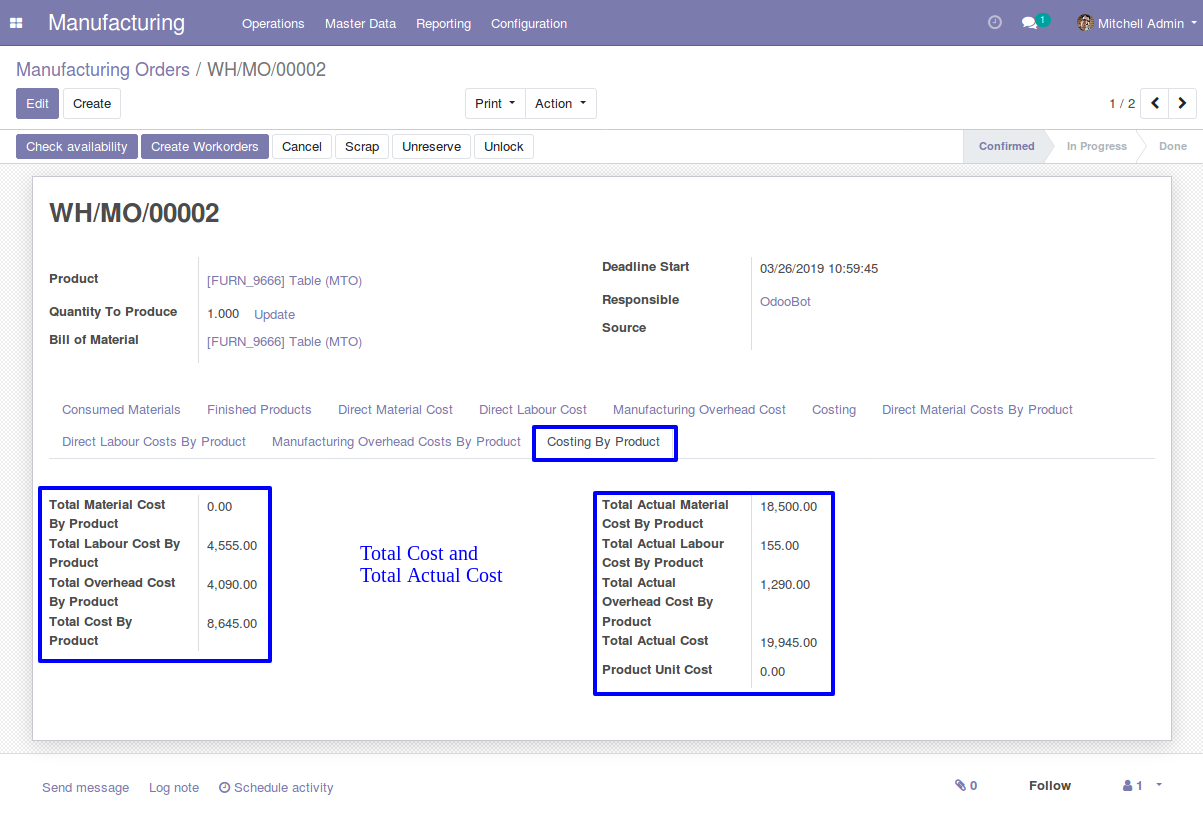 Manufacturing Operations Master Data Reporting Configuration 1 Mitchell Admin
Manufacturing Orders / WH/MO/00002
Edit Create Print Action 1 / 2
Check availability Create Workorders Cancel Scrap Unreserve Unlock Confirmed In Progress Done
WH/MO/00002
Product [FURN_9666] Table (MTO)
Quantity To Produce 1.000 Update
Bill of Material [FURN_9666] Table (MTO)
Deadline Start 03/26/2019 10:59:45
Responsible OdooBot
Source
Consumed Materials Finished Products Direct Material Cost Direct Labour Cost Manufacturing Overhead Cost Costing Direct Material Costs By Product
Direct Labour Costs By Product Manufacturing Overhead Costs By Product Costing By Product
Total Material Cost 0.00
By Product
Total Labour Cost By 4,555.00
Product
Total Overhead Cost 4,090.00
By Product
Total Cost By 8,645.00
Product
Total Cost and
Total Actual Cost
Total Actual Material 18,500.00
Cost By Product
Total Actual Labour 155.00
Cost By Product
Total Actual 1,290.00
Overhead Cost By
Product
Total Actual Cost 19,945.00
Product Unit Cost 0.00
Send message Log note Schedule activity 0 Follow 1